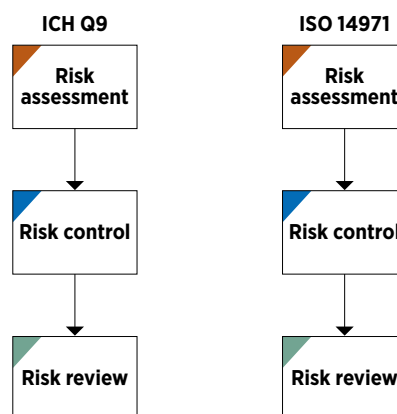 ICH Q9
Risk
assessment
Risk control
Risk review
ISO 14971
Risk
assessment
Risk control
Risk review